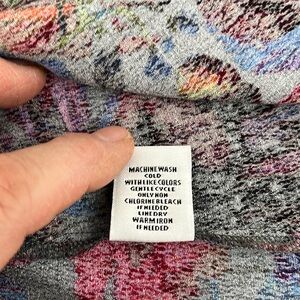 MACHINE WASH
COLD
WITH LIKE COLORS
GENTLE CYCLE
ONLY NON
CHLORINE BLEACH
IF NEEDED
LINE DRY
WARM IRON
IF NEEDED